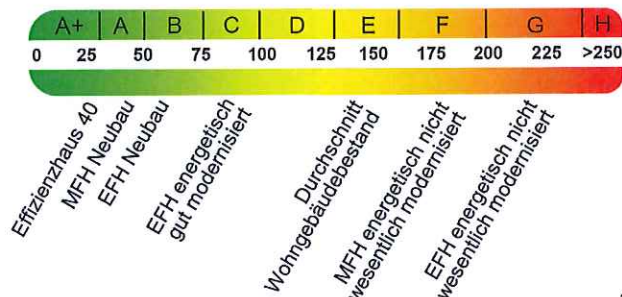 A+ A B C D E F G H
0 25 50 75 100 125 150 175 200 225 >250
Effizienzhaus 40
MFH Neubau
EFH Neubau
EFH energetisch
gut modernisiert
Durchschnitt
Wohngebäudebestand
MFH energetisch nicht
wesentlich modernisiert
EFH energetisch nicht
wesentlich modernisiert